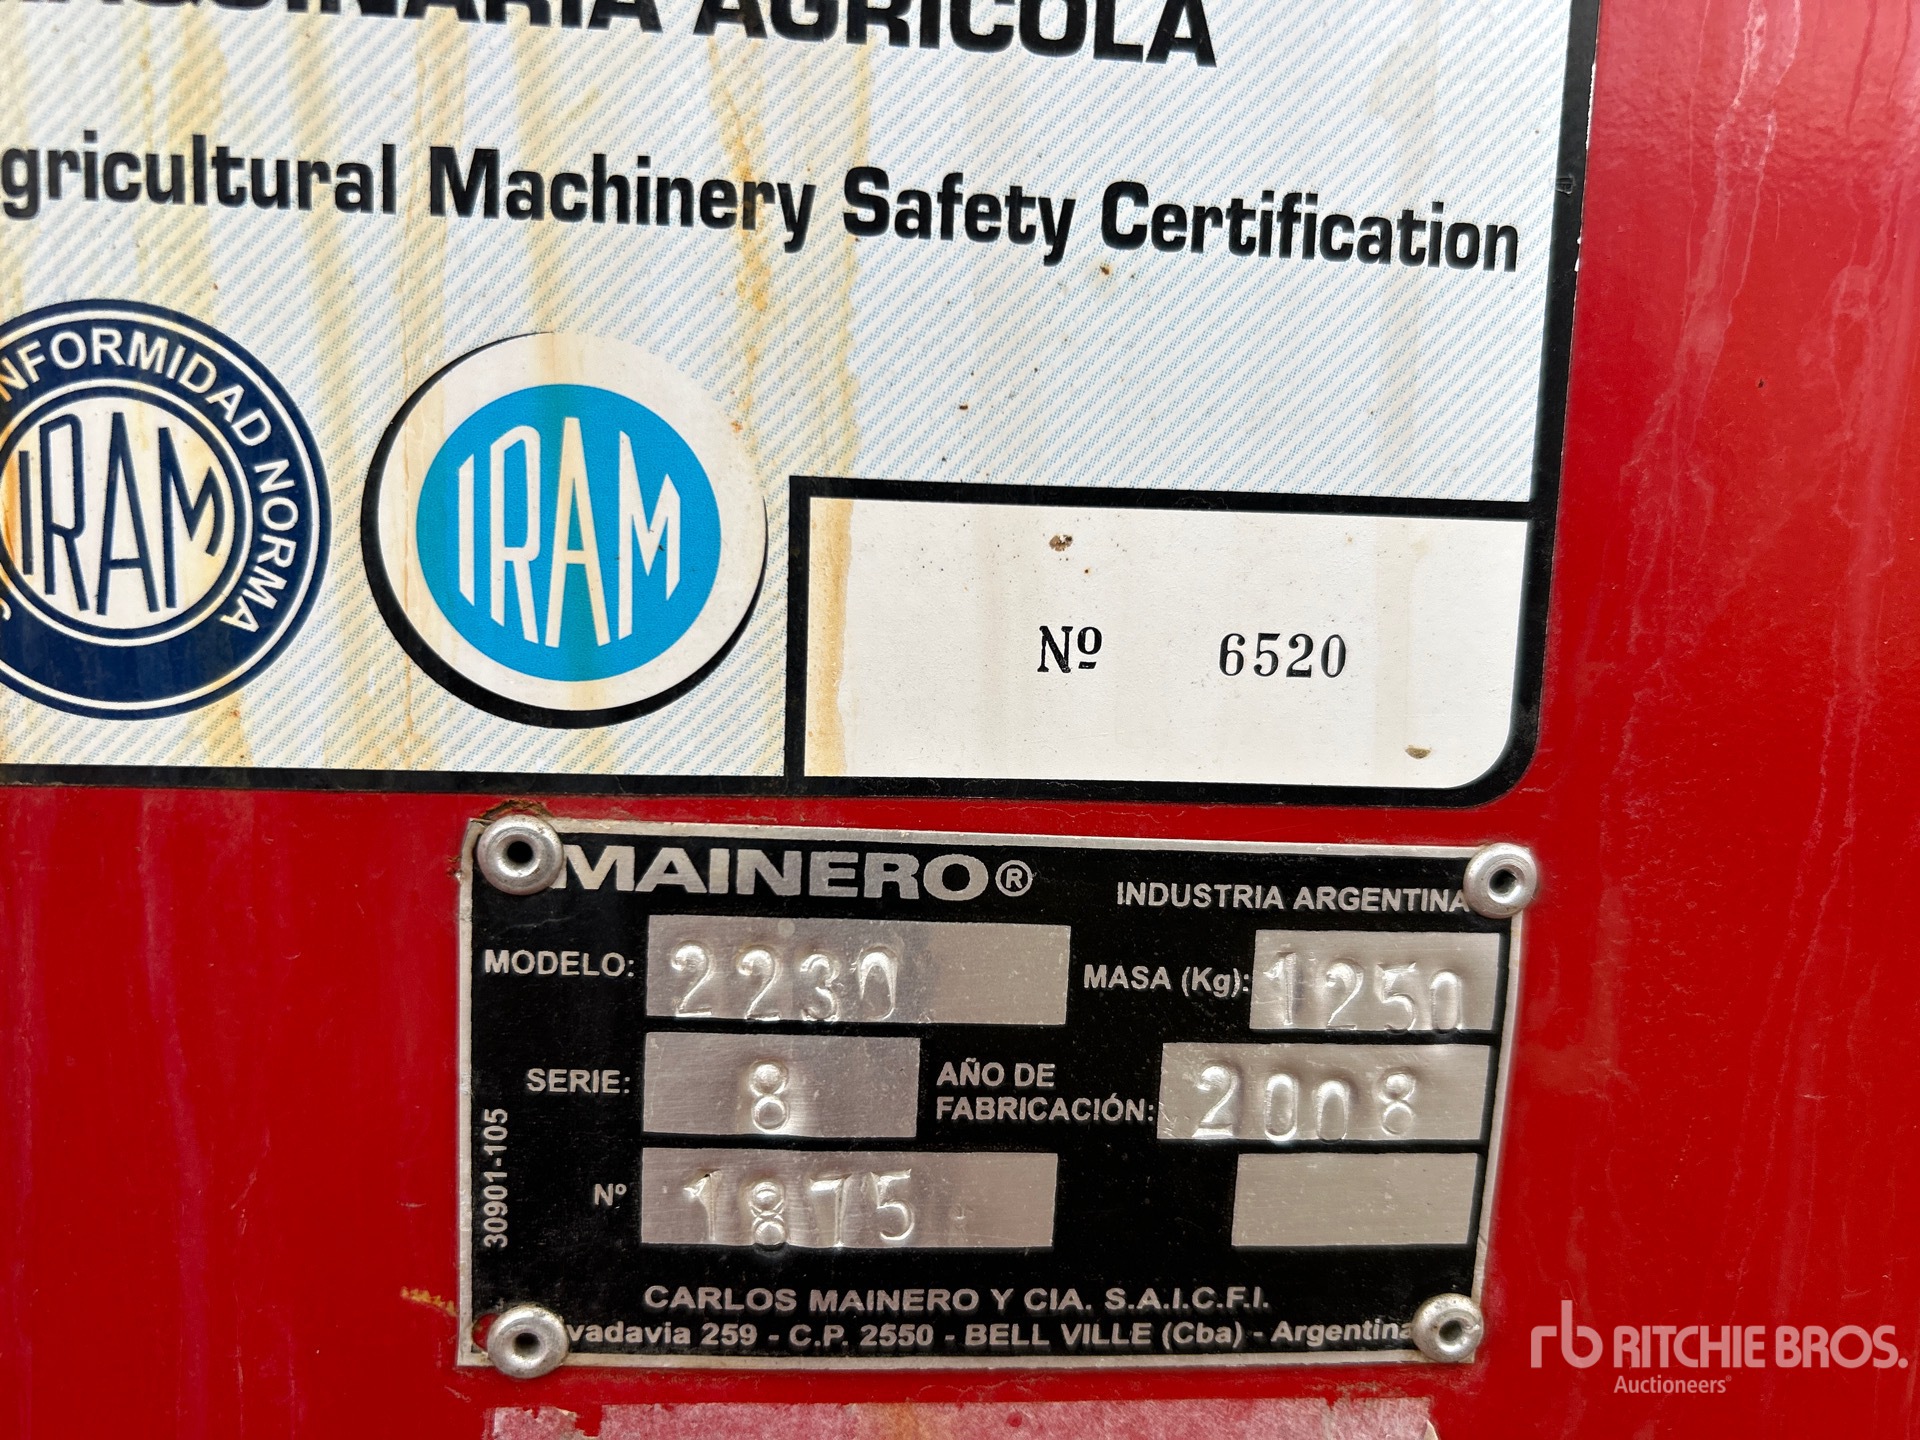 AQUINARIA AGRICOLA
gricultural Machinery Safety Certification
NFORMIDAD NORMA
IRAM
IRAM
Nº 6520
MAINERO®
INDUSTRIA ARGENTINA
MODELO: 2230
MASA (Kg): 1250
SERIE: 8
AÑO DE
FABRICACIÓN: 2008
Nº 1875
30901-105
CARLOS MAINERO Y CIA. S.A.I.C.F.I.
vadavia 259 - C.P. 2550 - BELL VILLE (Cba) - Argentina
rb RITCHIE BROS.
Auctioneers